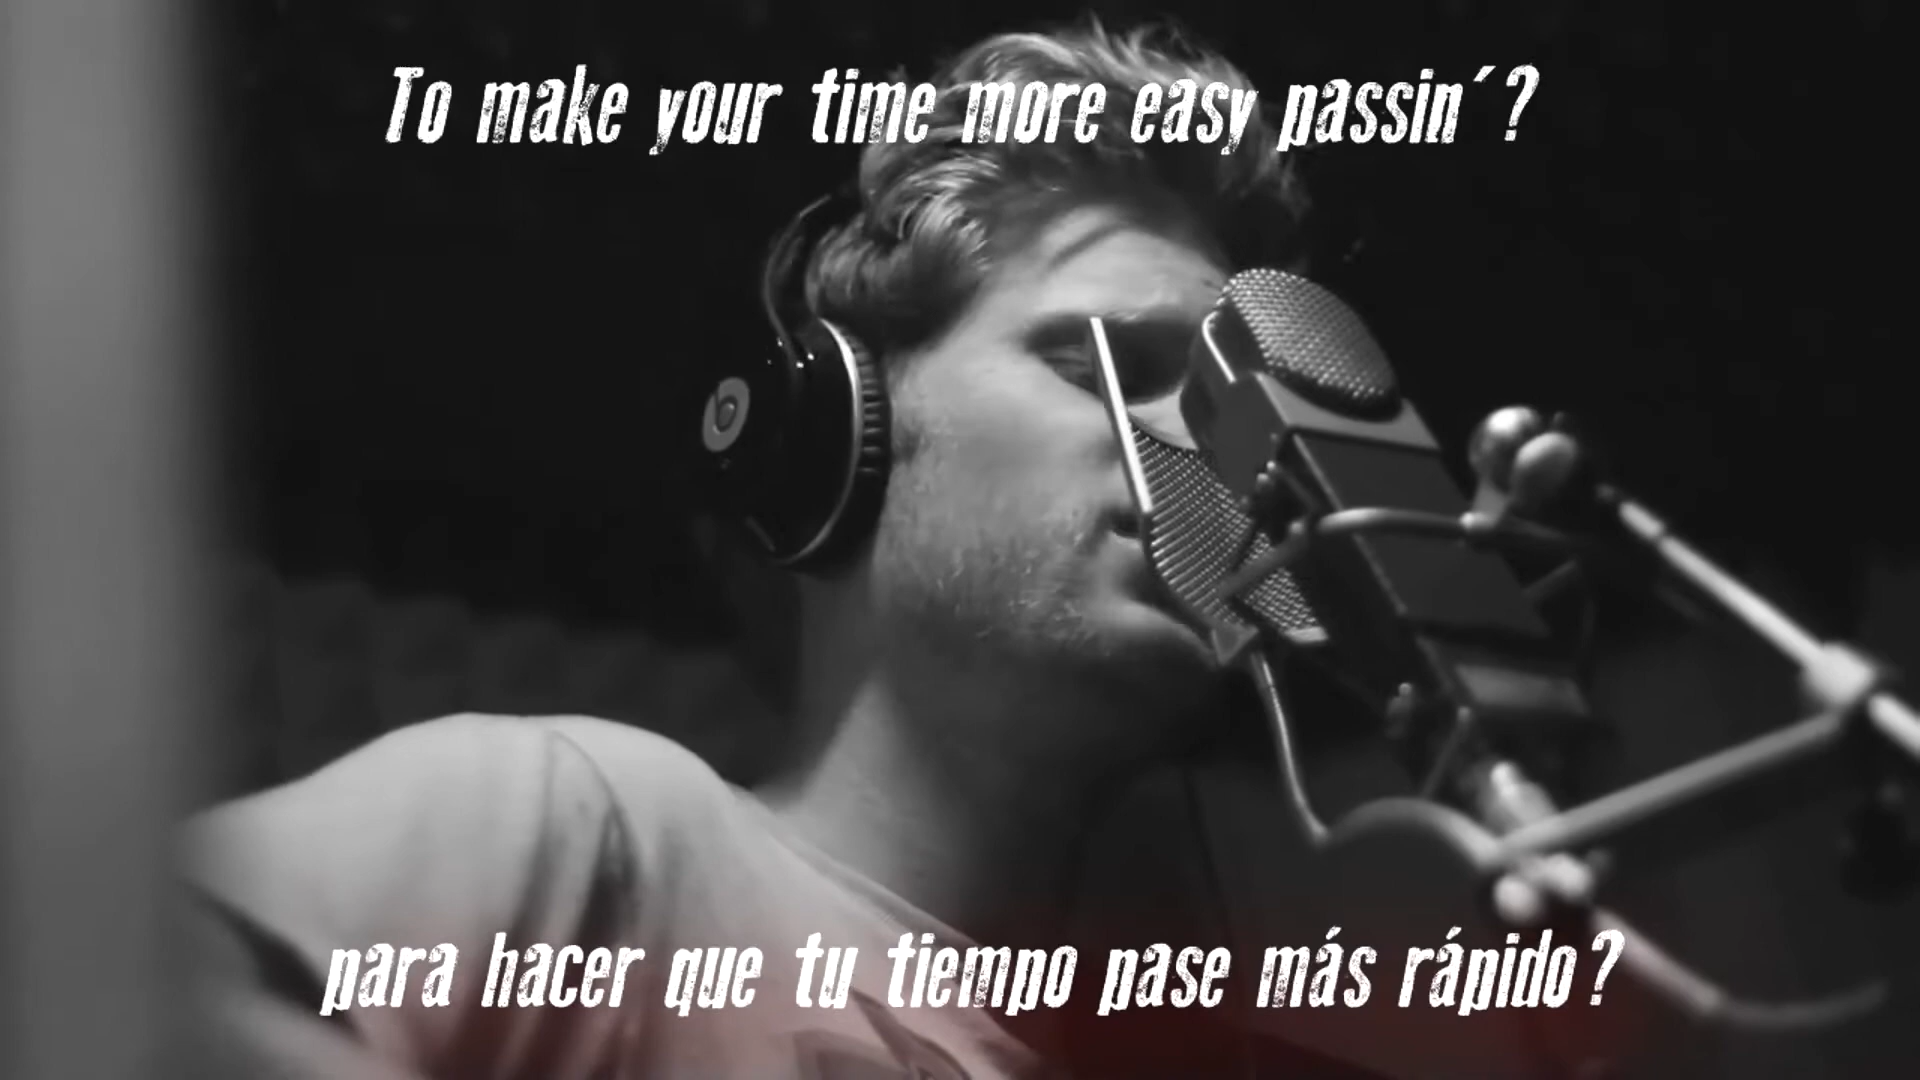 To make your time more easy passin´?
para hacer que tu tiempo pase más rápido?